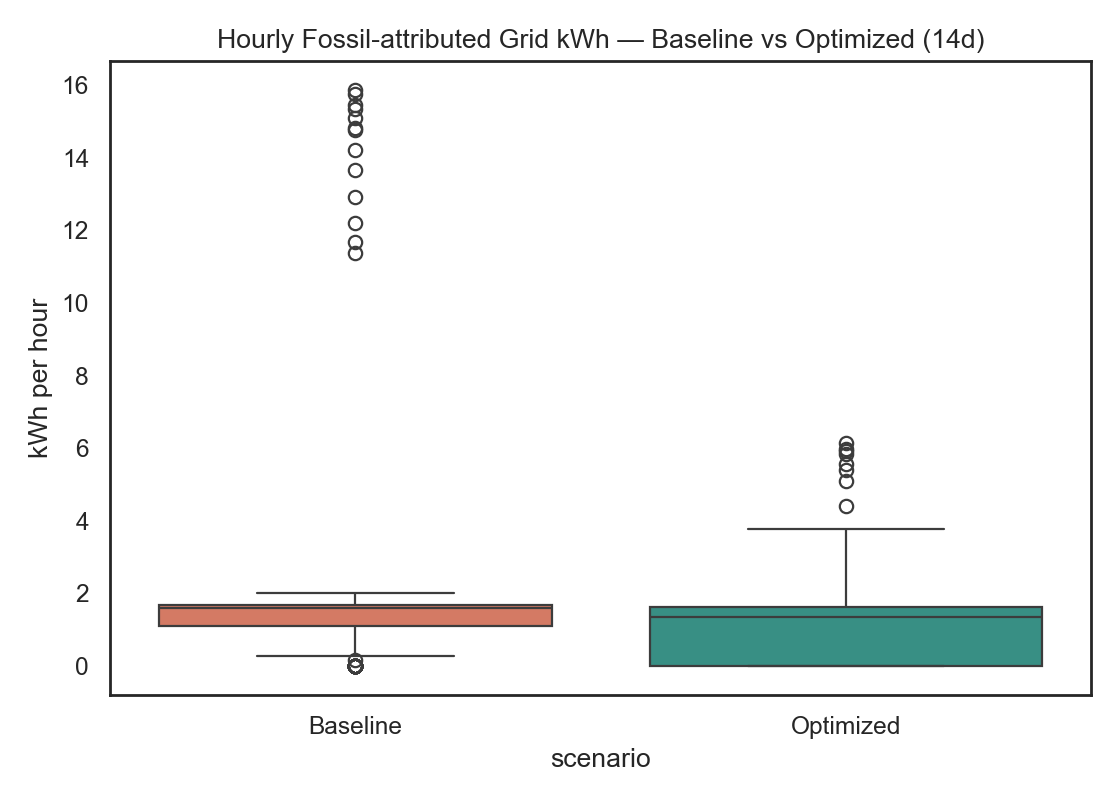 Hourly Fossil-attributed Grid kWh — Baseline vs Optimized (14d)
kWh per hour
16
14
12
10
8
6
4
2
0
Baseline
Optimized
scenario